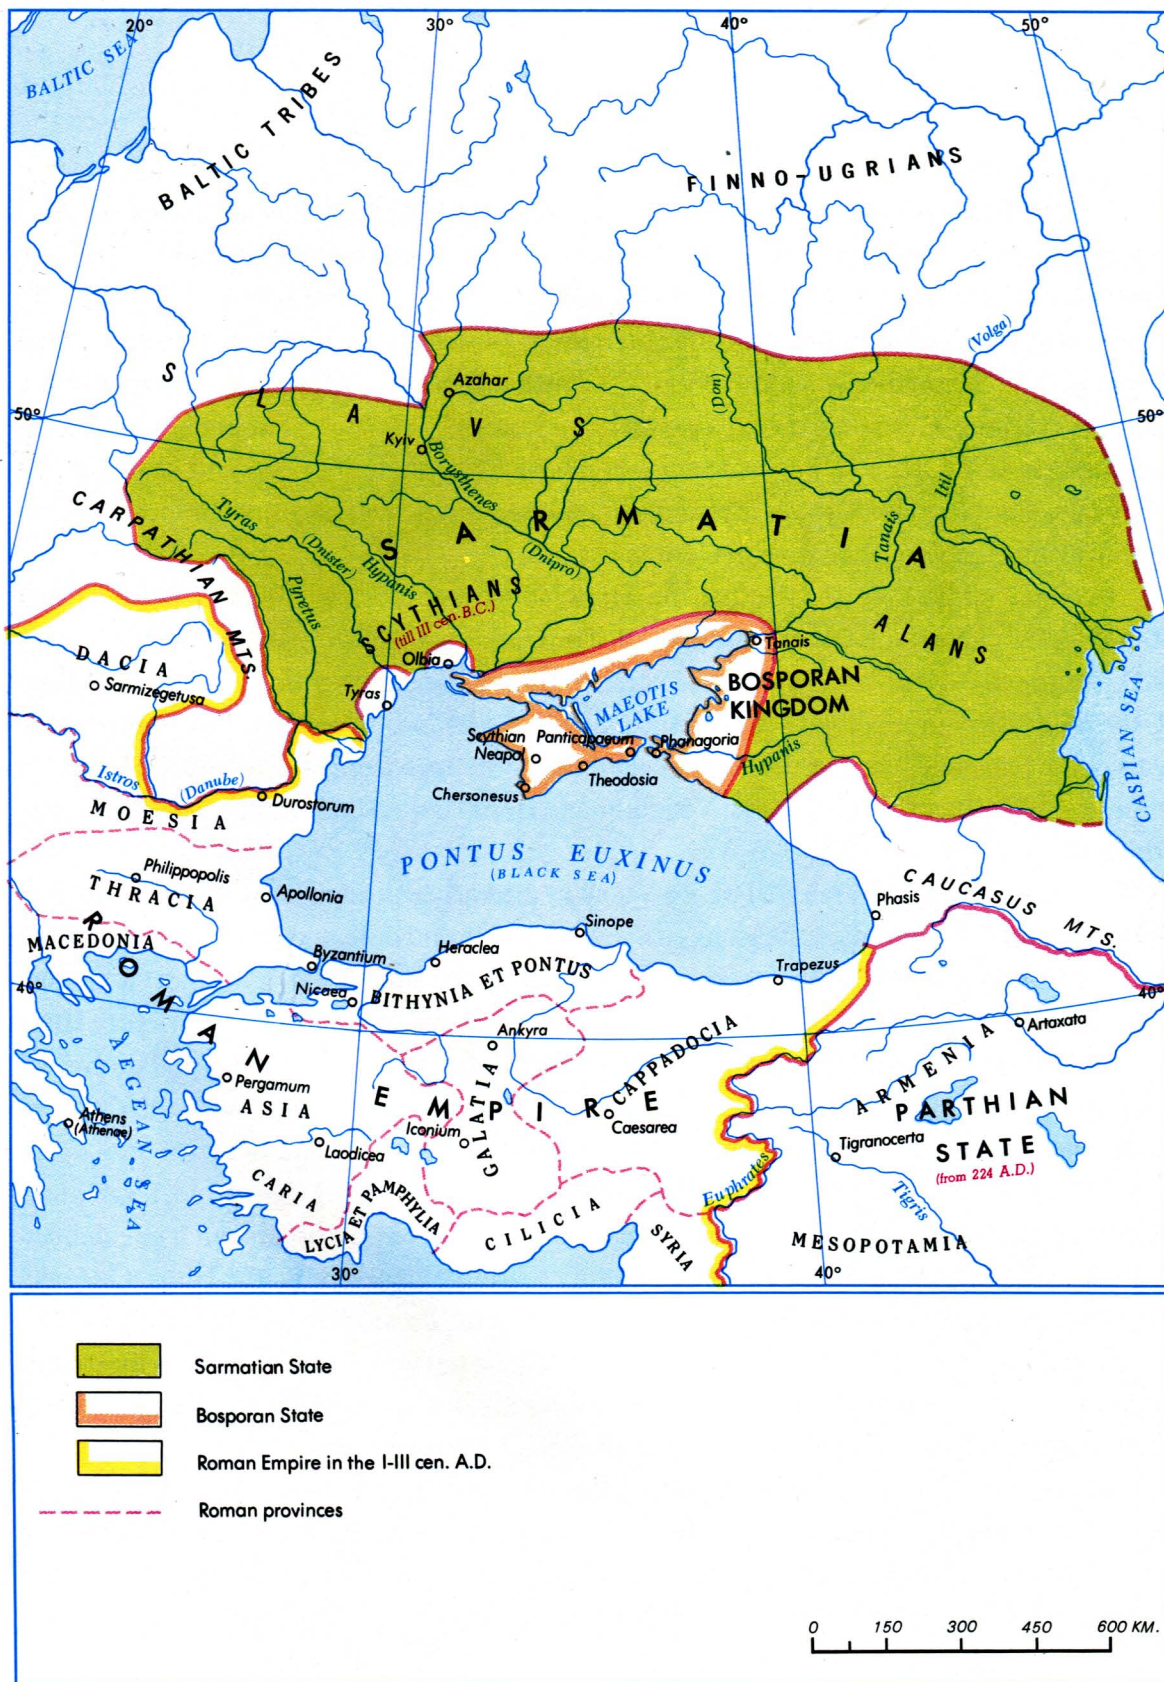 20°
30°
40°
50°
BALTIC SEA
BALTIC TRIBES
FINNO-UGRIANS
(Volga)
SLAVS
Azahar
(Don)
50°
50°
Kyiv
Borysthenes
Itil
CARPATHIAN MTS.
Tyras
(Dnister)
SARMATIA
(Dnipro)
Tanais
Hypanis
Pyretus
SCYTHIANS
(till III cen. B.C.)
ALANS
Olbia
Tanais
DACIA
Sarmizegetusa
Tyras
MAEOTIS
LAKE
BOSPORAN
KINGDOM
CASPIAN SEA
Scythian
Neapol
Panticapaeum
Phanagoria
Hypanis
Theodosia
Chersonesus
Istros
(Danube)
Durostorum
MOESIA
PONTUS EUXINUS
(BLACK SEA)
Philippopolis
THRACIA
Apollonia
CAUCASUS MTS.
Phasis
MACEDONIA
Sinope
Byzantium
Heraclea
Trapezus
40°
Nicaea
BITHYNIA ET PONTUS
40°
ROMAN EMPIRE
Ankyra
Artaxata
AEGEAN SEA
Pergamum
ASIA
CAPPADOCIA
ARMENIA
PARTHIAN
STATE
(from 224 A.D.)
Athens
(Athenae)
Iconium
GALATIA
Caesarea
Tigranocerta
Laodicea
CARIA
LYCIA ET PAMPHYLIA
CILICIA
SYRIA
Euphrates
Tigris
MESOPOTAMIA
30°
40°
Sarmatian State
Bosporan State
Roman Empire in the I-III cen. A.D.
Roman provinces
0 150 300 450 600 KM.